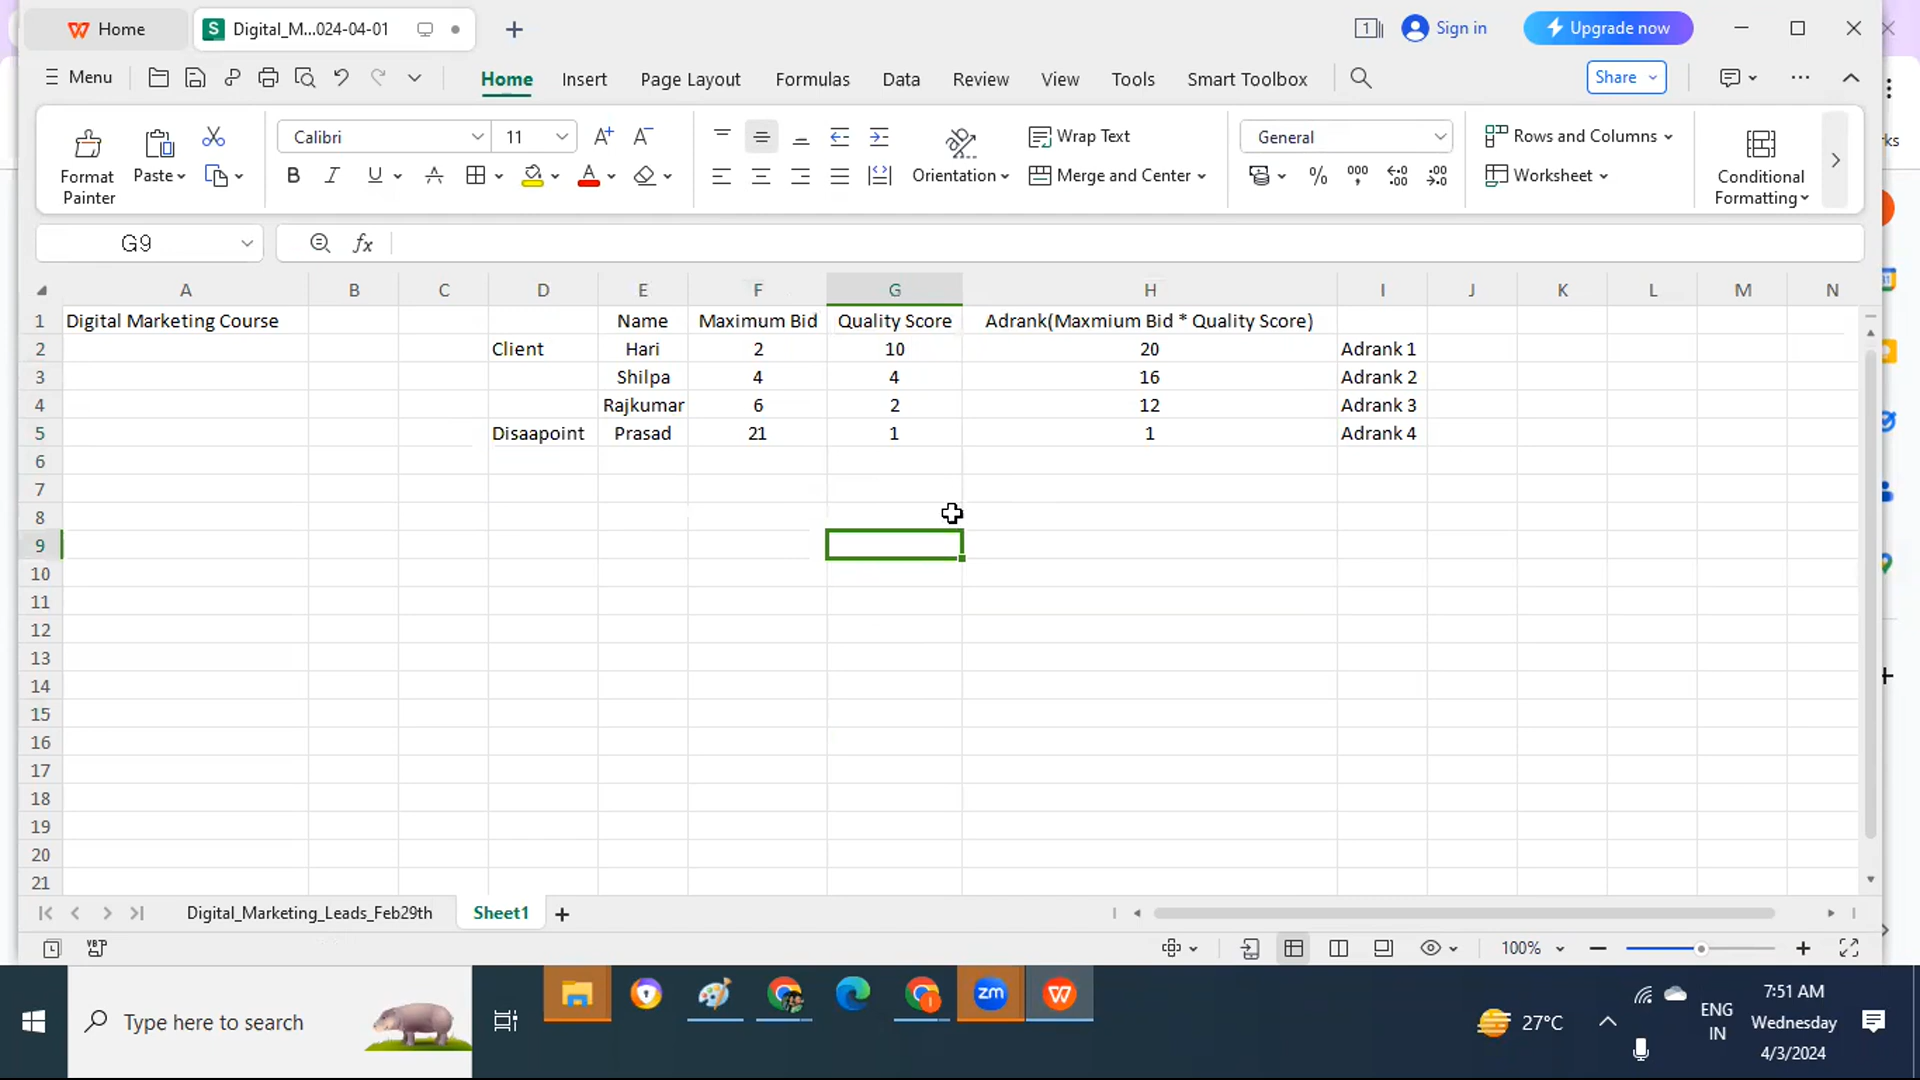 Home Digital_M...024-04-01 + 1 Sign in Upgrade now
Menu Home Insert Page Layout Formulas Data Review View Tools Smart Toolbox Share
Format Painter
Paste
Calibri 11 A+ A-
B I U A A
Orientation
Wrap Text
Merge and Center
General
% 000
Rows and Columns
Worksheet
Conditional Formatting
G9 fx
A B C D E F G H I J K L M N
1 Digital Marketing Course Name Maximum Bid Quality Score Adrank(Maxmium Bid * Quality Score)
2 Client Hari 2 10 20 Adrank 1
3 Shilpa 4 4 16 Adrank 2
4 Rajkumar 6 2 12 Adrank 3
5 Disaapoint Prasad 21 1 1 Adrank 4
6
7
8
9
10
11
12
13
14
15
16
17
18
19
20
21
Digital_Marketing_Leads_Feb29th Sheet1 +
100% − +
Type here to search zm 27°C ENG IN 7:51 AM Wednesday 4/3/2024